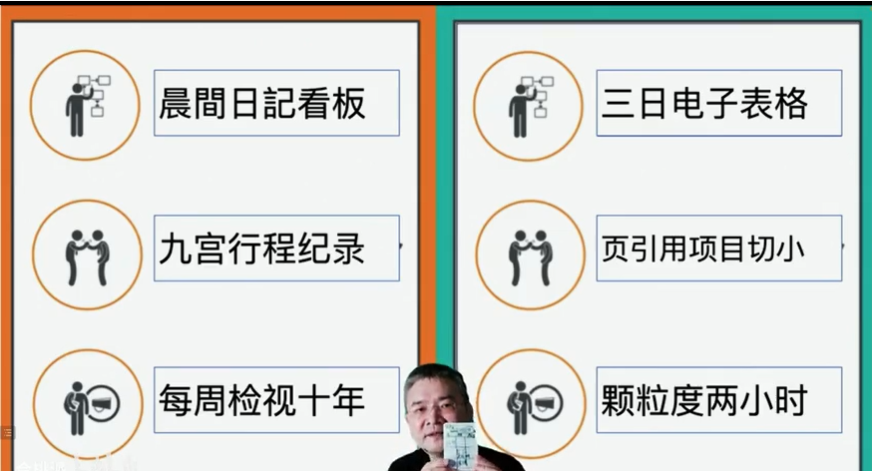 晨間日記看板
九宫行程纪录
每周检视十年
三日电子表格
页引用项目切小
颗粒度两小时